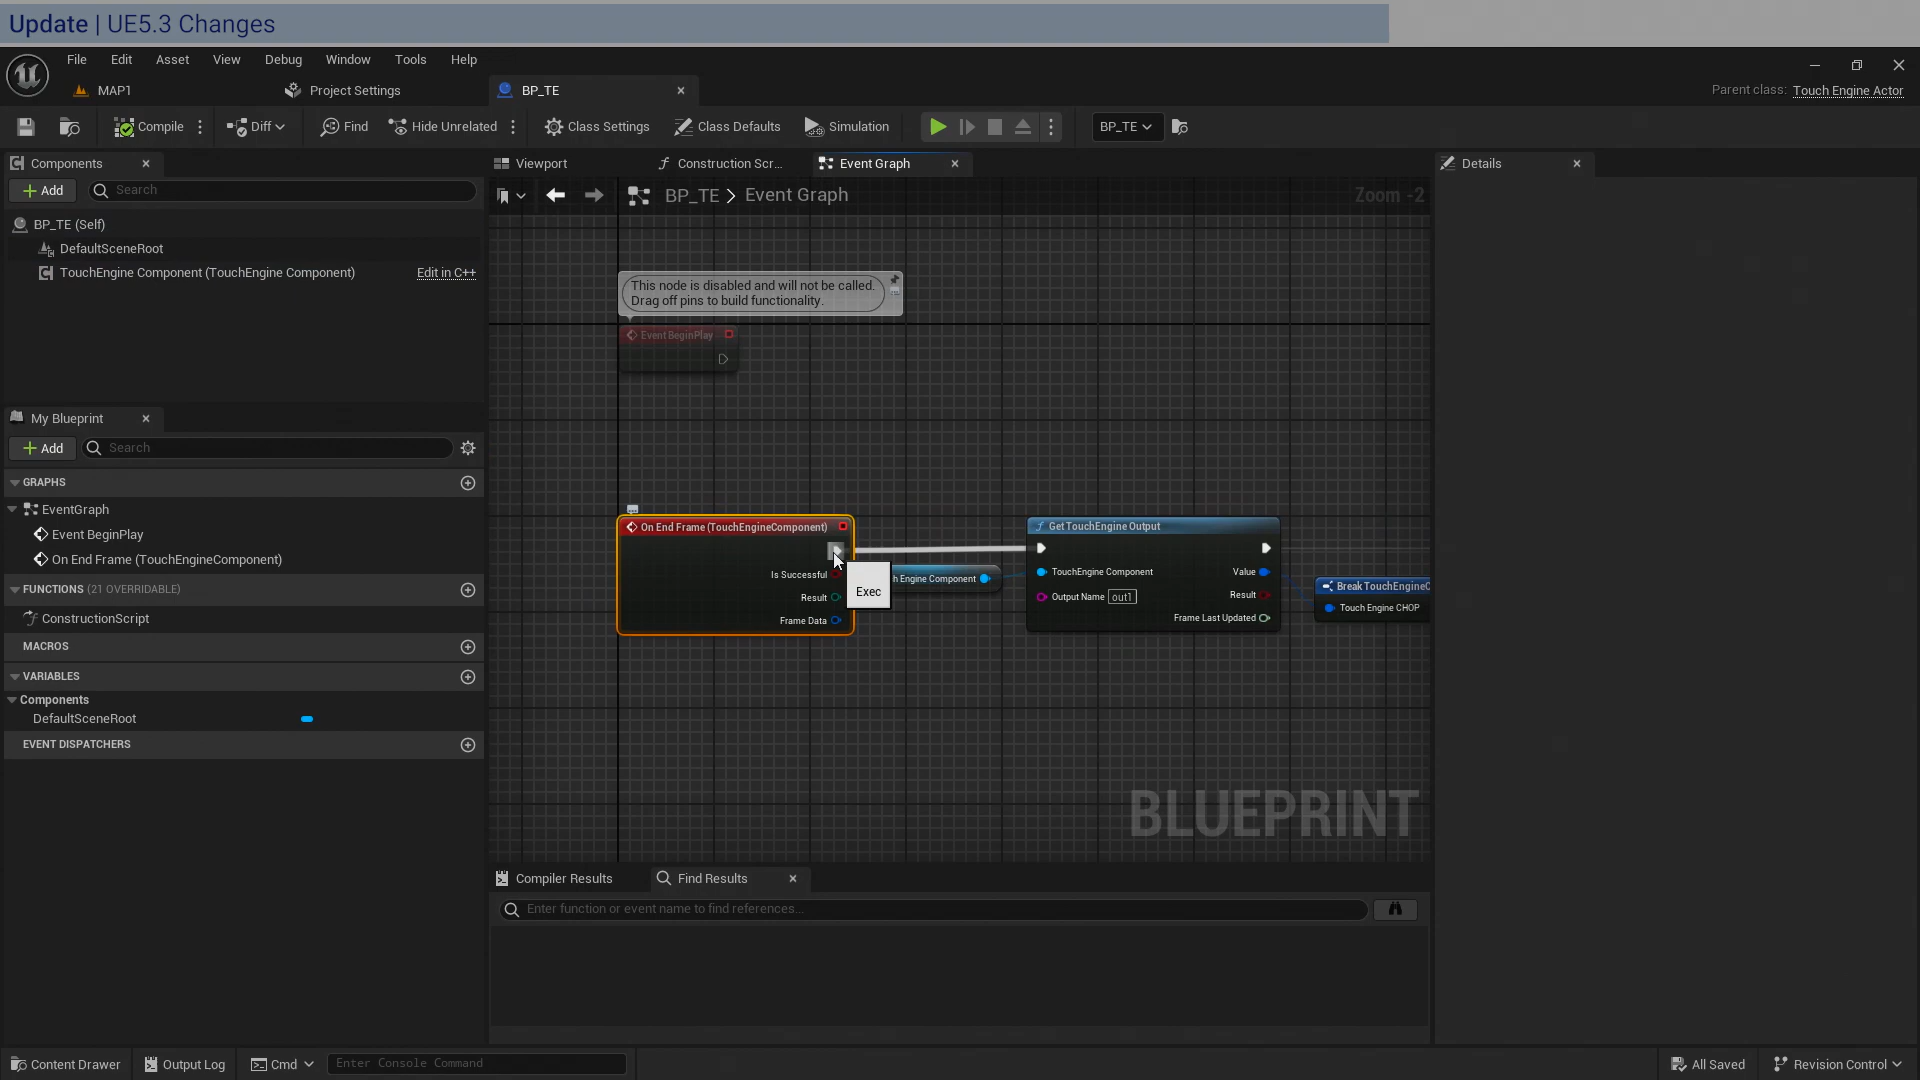 Update | UE5.3 Changes
File Edit Asset View Window Debug Tools Help
MAP1 Project Settings BP_TE
Parent class: Touch Engine Actor
Compile Diff Find Hide Unrelated Class Settings Class Defaults Simulation BP_TE
Components
Add Search
BP_TE (Self)
DefaultSceneRoot
TouchEngine Component (TouchEngine Component) Edit in C++
My Blueprint
Add Search
GRAPHS
EventGraph
Event BeginPlay
On End Frame (TouchEngineComponent)
FUNCTIONS (21 OVERRIDABLE)
ConstructionScript
MACROS
VARIABLES
Components
DefaultSceneRoot
EVENT DISPATCHERS
Viewport Construction Scr... Event Graph
BP_TE > Event Graph Zoom -2
This node is disabled and will not be called.
Drag off pins to build functionality.
Event BeginPlay
On End Frame (TouchEngineComponent)
Is Successful
Result
Frame Data
Exec
h Engine Component
Get TouchEngine Output
TouchEngine Component Value
Output Name out1 Result
Frame Last Updated
Break TouchEngineC
Touch Engine CHOP
BLUEPRINT
Compiler Results Find Results
Enter function or event name to find references...
Details
Content Drawer Output Log Cmd Enter Console Command All Saved Revision Control